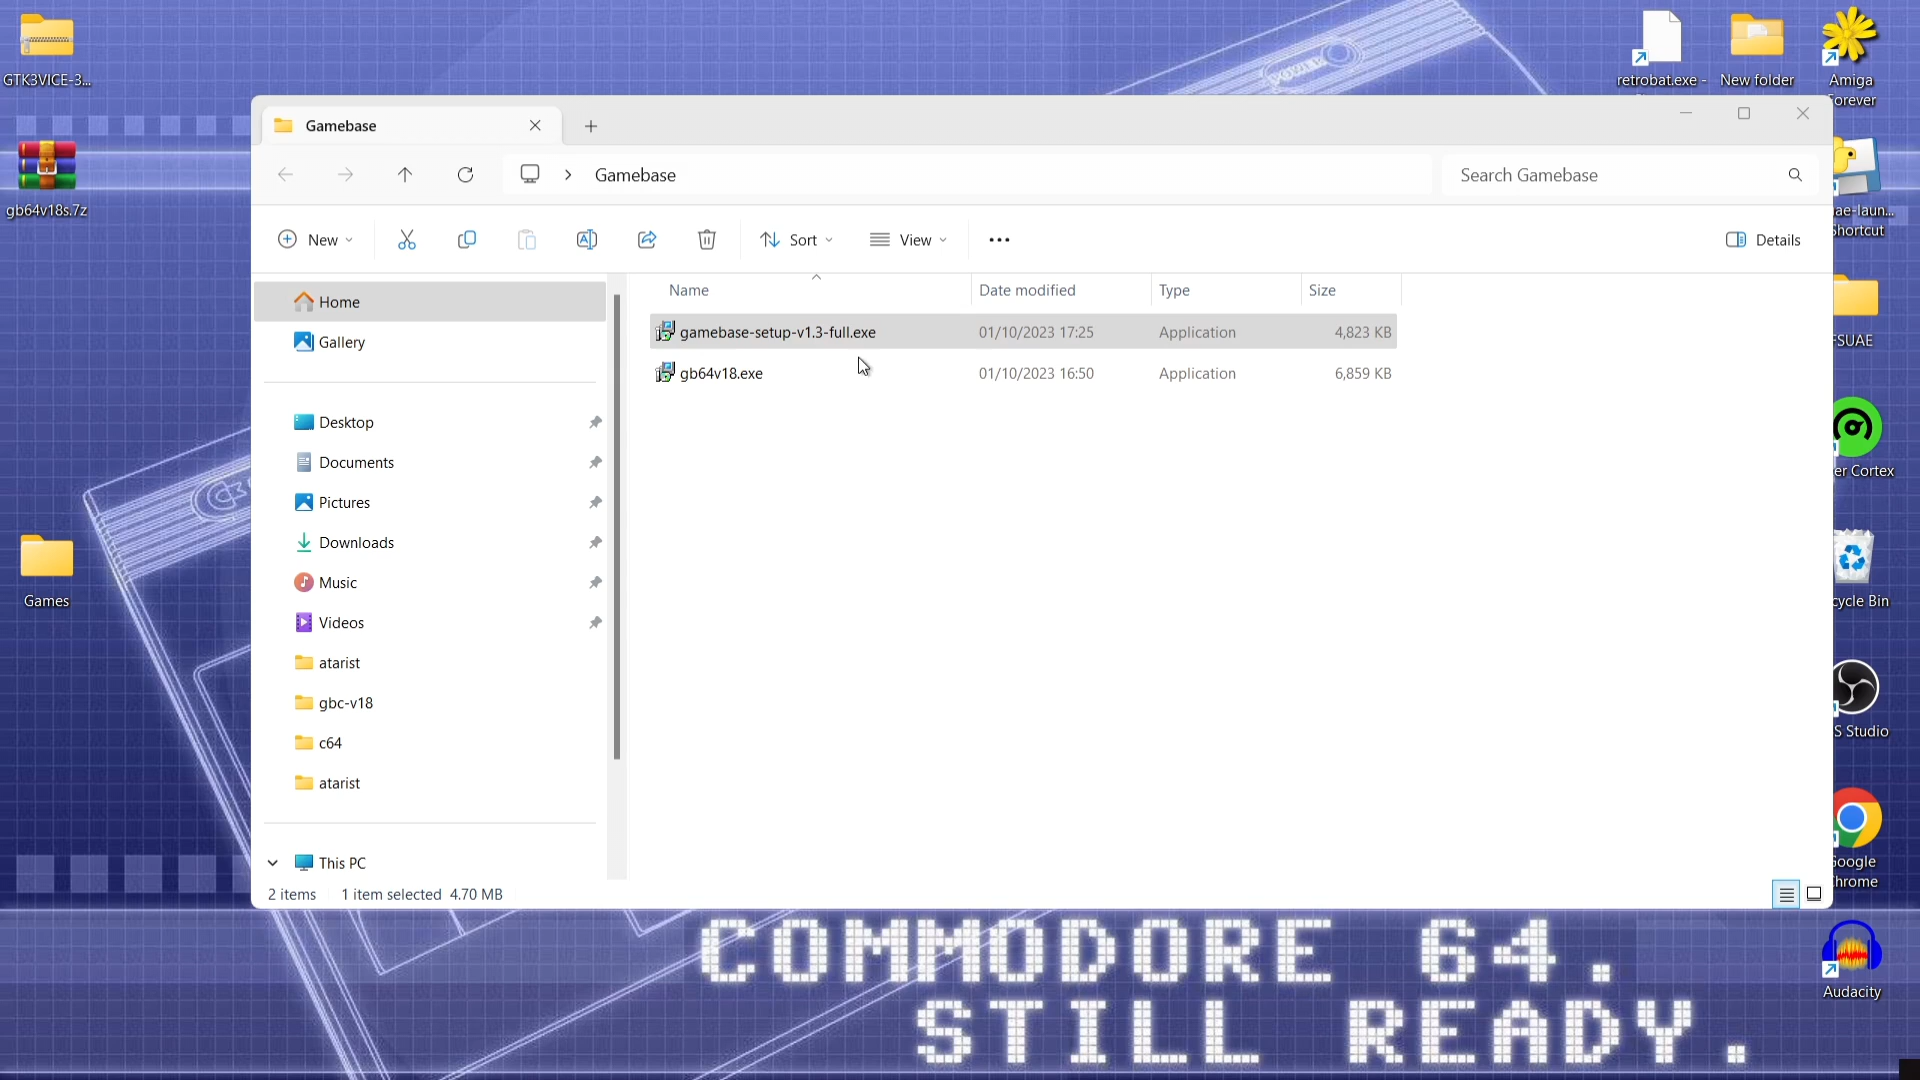 GTK3VICE-3...
gb64v18s.7z
Games
retrobat.exe -
New folder
Amiga
orever
Gamebase
Gamebase
Search Gamebase
New
Sort
View
Details
Home
Gallery
Desktop
Documents
Pictures
Downloads
Music
Videos
atarist
gbc-v18
c64
atarist
This PC
Name
Date modified
Type
Size
gamebase-setup-v1.3-full.exe
01/10/2023 17:25
Application
4,823 KB
gb64v18.exe
01/10/2023 16:50
Application
6,859 KB
2 items
1 item selected 4.70 MB
ae-laun...
Shortcut
FSUAE
er Cortex
cycle Bin
S Studio
Google
Chrome
Audacity
POWER
COMMODORE 64.
STILL READY.